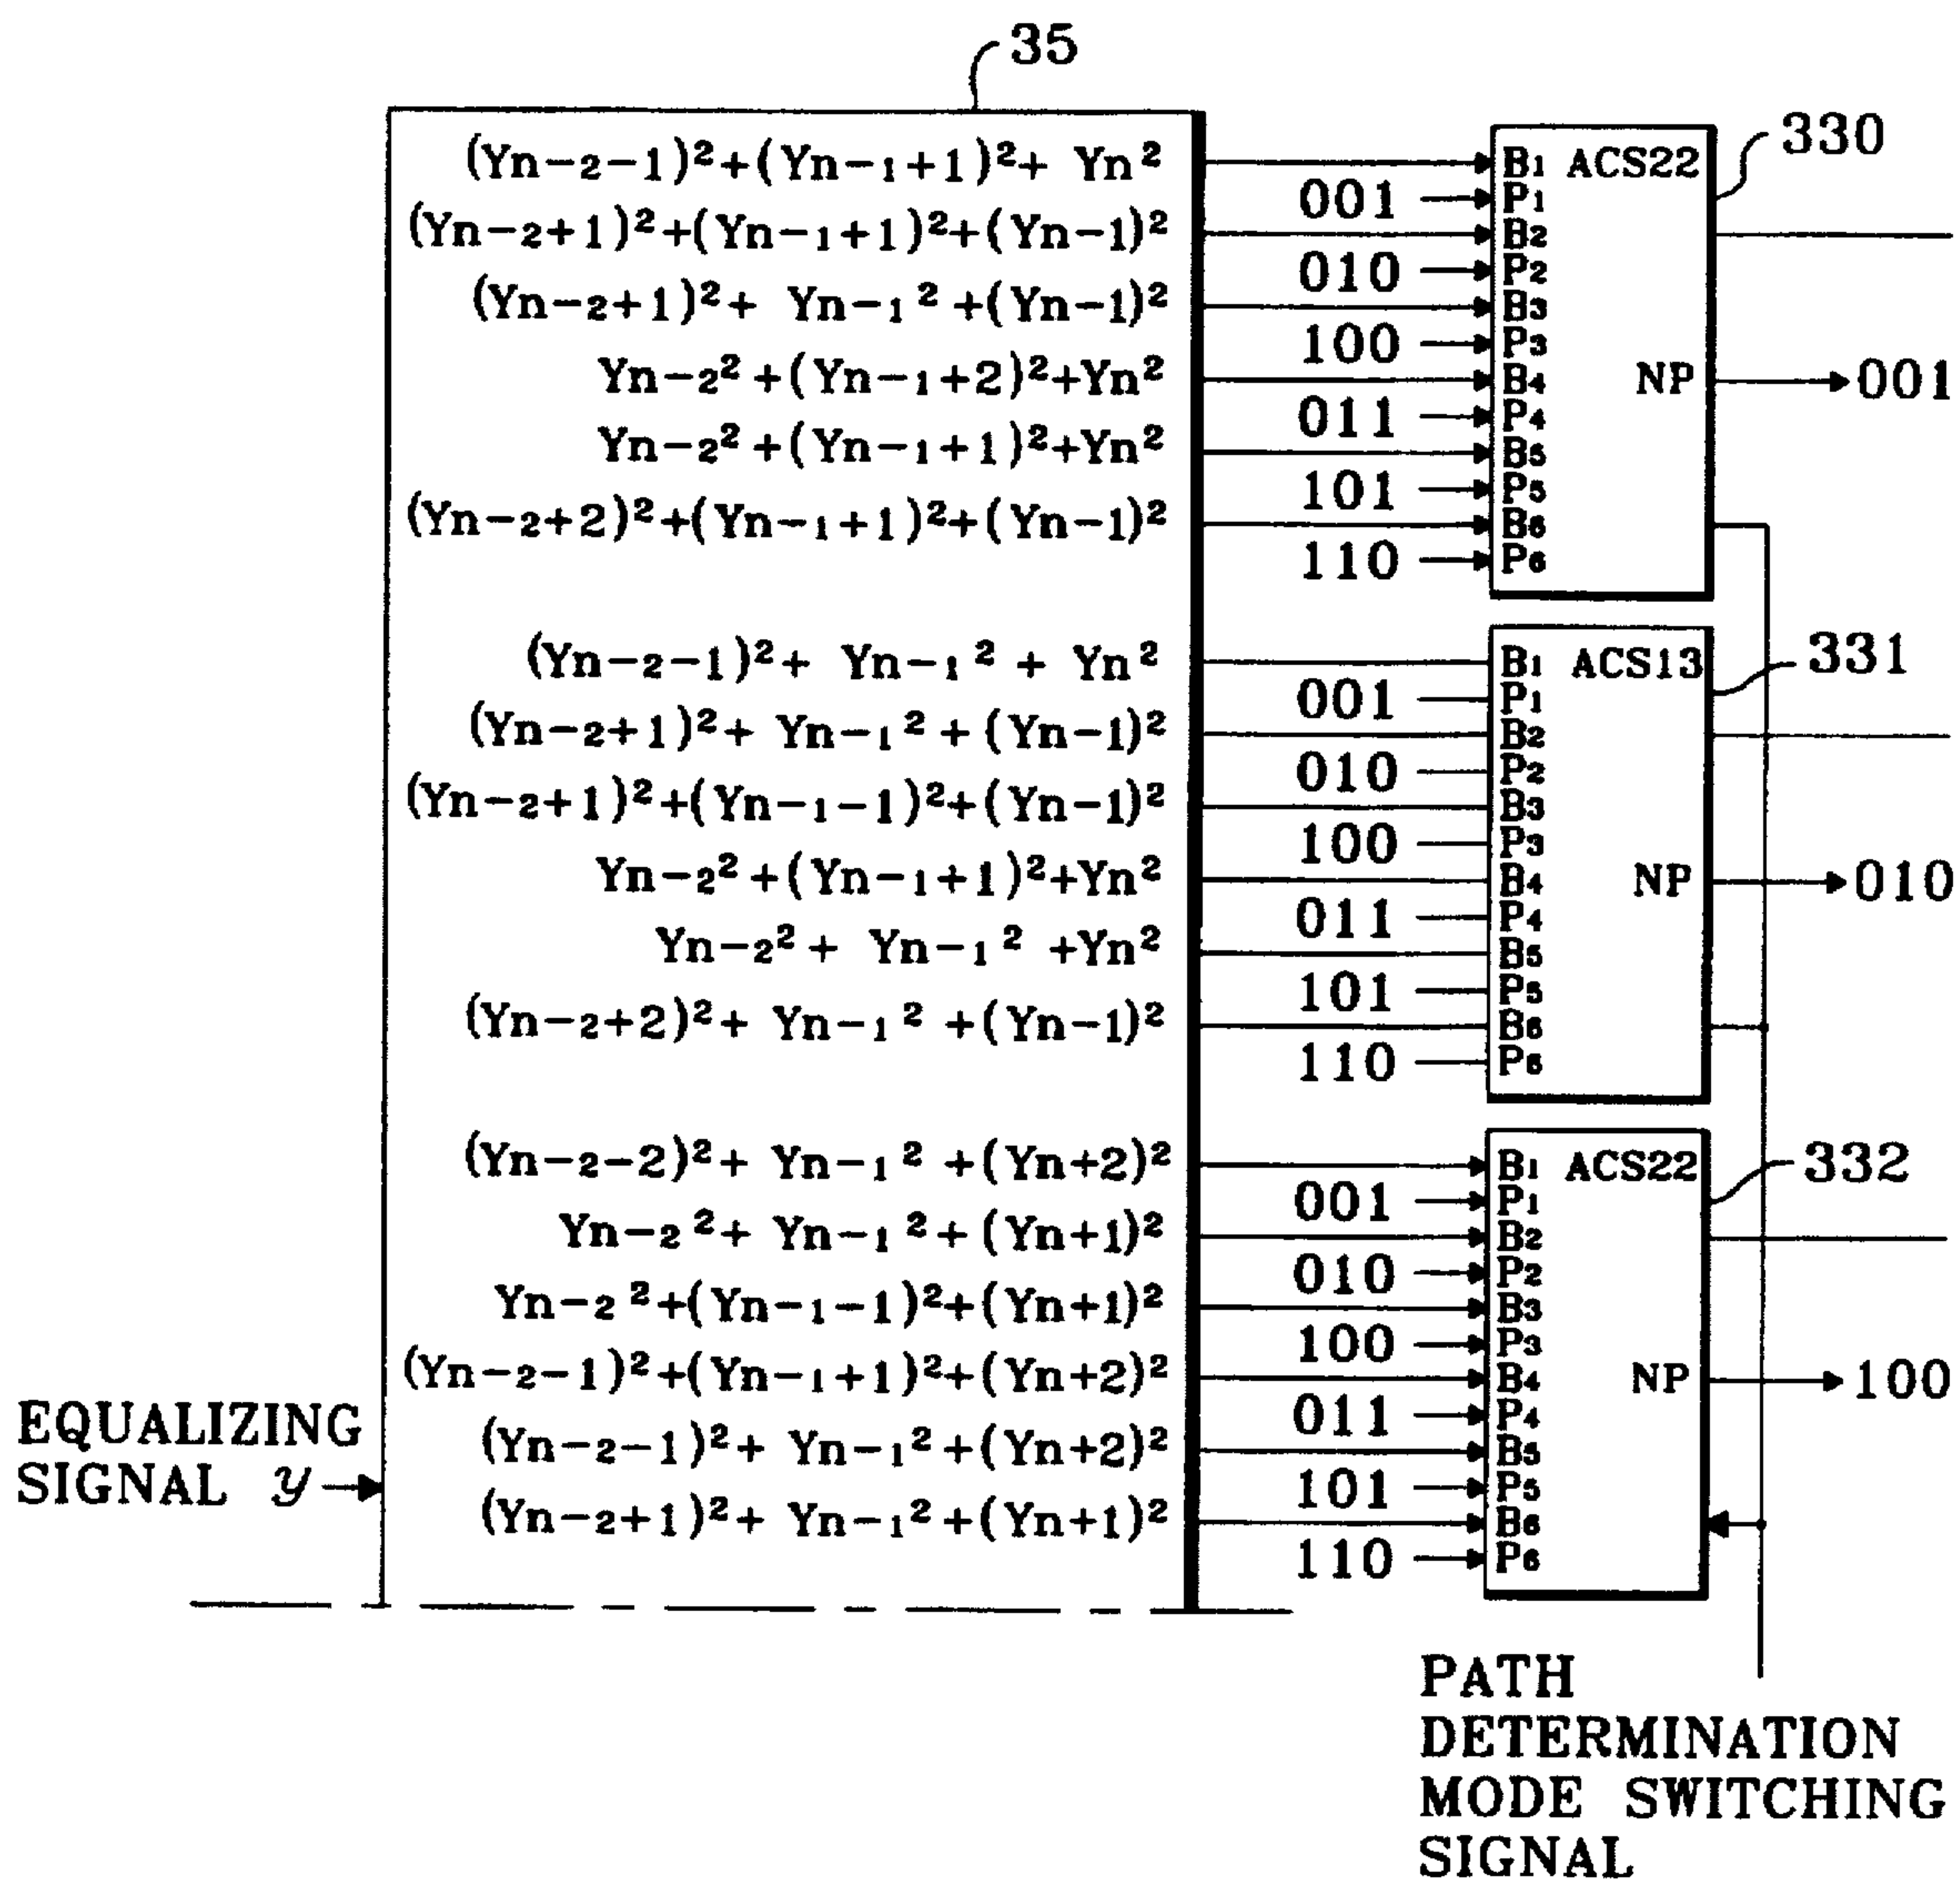 35
(Yn-2-1)²+(Yn-1+1)²+ Yn²
(Yn-2+1)²+(Yn-1+1)²+(Yn-1)²
(Yn-2+1)²+ Yn-1² +(Yn-1)²
Yn-2²+(Yn-1+2)²+Yn²
Yn-2²+(Yn-1+1)²+Yn²
(Yn-2+2)²+(Yn-1+1)²+(Yn-1)²
001
010
100
011
101
110
B1 ACS22
P1
B2
P2
B3
P3
B4
P4
B5
P5
B6
P6
NP
001
330
(Yn-2-1)²+ Yn-1² + Yn²
(Yn-2+1)²+ Yn-1² +(Yn-1)²
(Yn-2+1)²+(Yn-1-1)²+(Yn-1)²
Yn-2²+(Yn-1+1)²+Yn²
Yn-2²+ Yn-1² +Yn²
(Yn-2+2)²+ Yn-1² +(Yn-1)²
001
010
100
011
101
110
B1 ACS13
P1
B2
P2
B3
P3
B4
P4
B5
P5
B6
P6
NP
010
331
(Yn-2-2)²+ Yn-1² +(Yn+2)²
Yn-2²+ Yn-1²+(Yn+1)²
Yn-2²+(Yn-1-1)²+(Yn+1)²
(Yn-2-1)²+(Yn-1+1)²+(Yn+2)²
(Yn-2-1)²+ Yn-1²+(Yn+2)²
(Yn-2+1)²+ Yn-1²+(Yn+1)²
001
010
100
011
101
110
B1 ACS22
P1
B2
P2
B3
P3
B4
P4
B5
P5
B6
P6
NP
100
332
EQUALIZING
SIGNAL y
PATH
DETERMINATION
MODE SWITCHING
SIGNAL